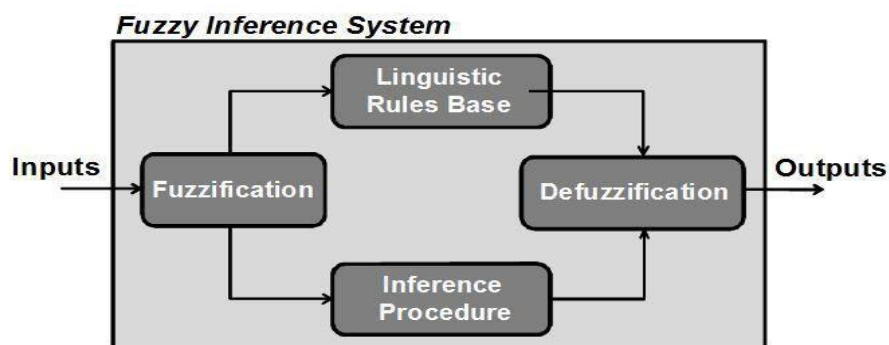 Fuzzy Inference System
Linguistic
Rules Base
Inputs
Fuzzification
Defuzzification
Outputs
Inference
Procedure